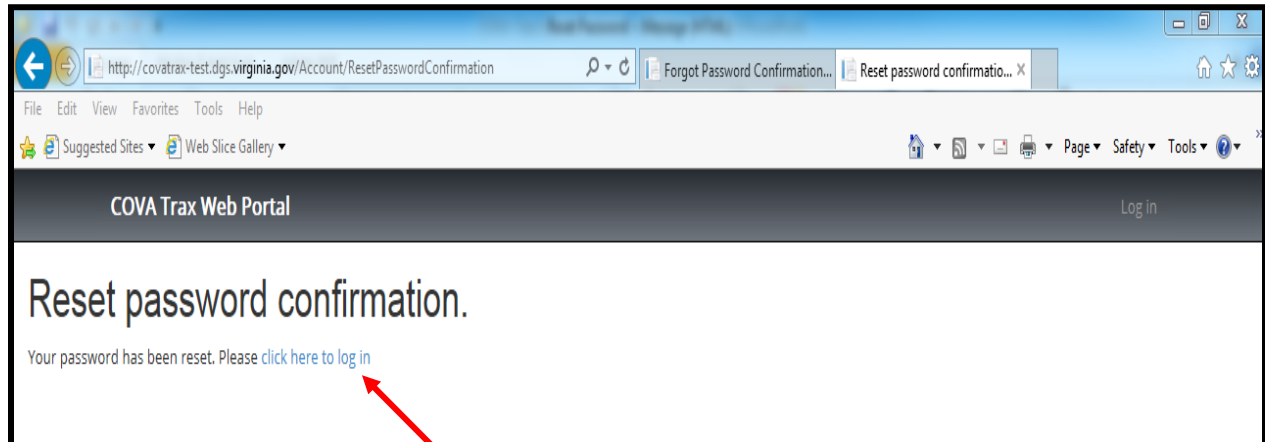 http://covatrax-test.dgs.virginia.gov/Account/ResetPasswordConfirmation Forgot Password Confirmation... Reset password confirmatio... X
File Edit View Favorites Tools Help
Suggested Sites Web Slice Gallery Page Safety Tools
COVA Trax Web Portal Log in
Reset password confirmation.
Your password has been reset. Please click here to log in